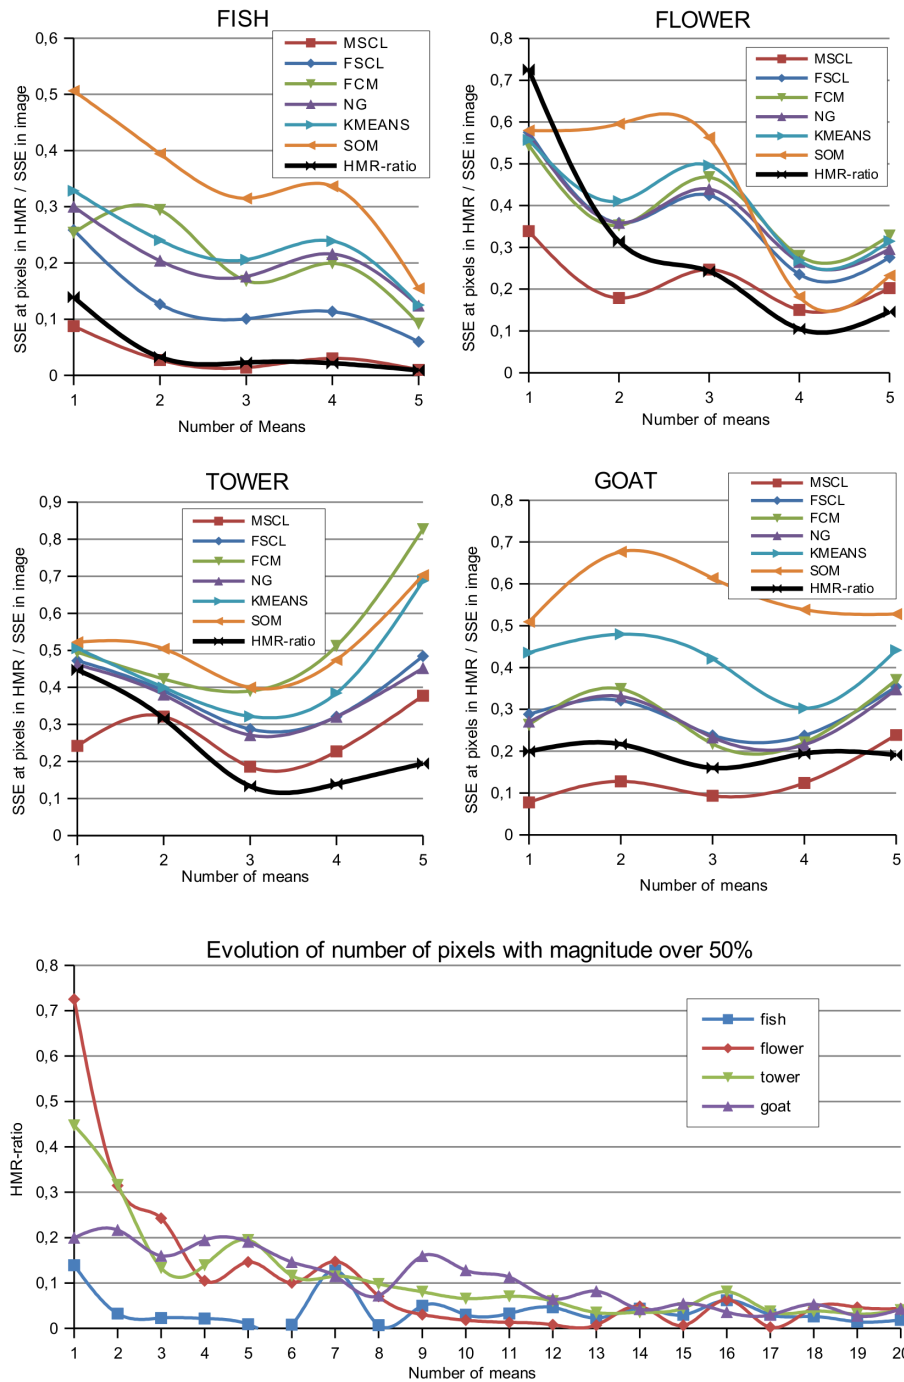 FISH
0,6
0,5
0,4
0,3
0,2
0,1
0
SSE at pixels in HMR / SSE in image
MSCL
FSCL
FCM
NG
KMEANS
SOM
HMR-ratio
1 2 3 4 5
Number of Means
FLOWER
0,8
0,7
0,6
0,5
0,4
0,3
0,2
0,1
0
SSE at pixels in HMR / SSE in image
MSCL
FSCL
FCM
NG
KMEANS
SOM
HMR-ratio
1 2 3 4 5
Number of means
TOWER
0,9
0,8
0,7
0,6
0,5
0,4
0,3
0,2
0,1
0
SSE at pixels in HMR / SSE in image
MSCL
FSCL
FCM
NG
KMEANS
SOM
HMR-ratio
1 2 3 4 5
Number of means
GOAT
0,8
0,7
0,6
0,5
0,4
0,3
0,2
0,1
0
SSE at pixels in HMR / SSE in image
MSCL
FSCL
FCM
NG
KMEANS
SOM
HMR-ratio
1 2 3 4 5
Number of means
Evolution of number of pixels with magnitude over 50%
0,8
0,7
0,6
0,5
0,4
0,3
0,2
0,1
0
HMR-ratio
fish
flower
tower
goat
1 2 3 4 5 6 7 8 9 10 11 12 13 14 15 16 17 18 19 20
Number of means